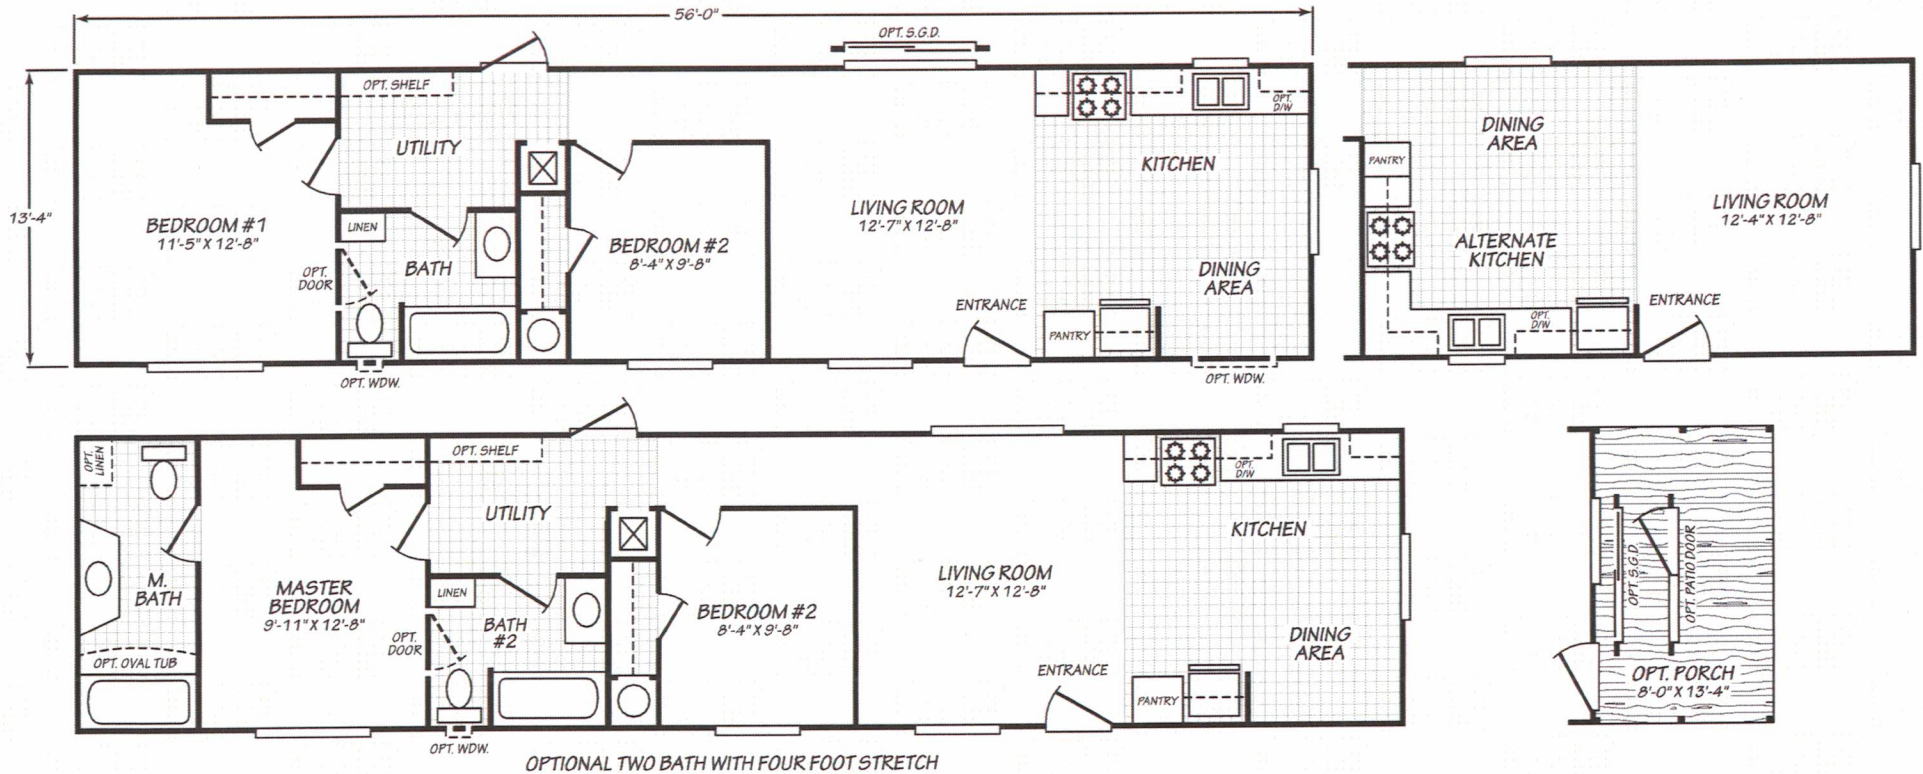 56'-0"
OPT. S.G.D.
13'-4"
OPT. SHELF
UTILITY
BEDROOM #1
11'-5" X 12'-8"
LINEN
OPT.
DOOR
BATH
OPT. WDW.
BEDROOM #2
8'-4" X 9'-8"
LIVING ROOM
12'-7" X 12'-8"
ENTRANCE
OPT.
D/W
KITCHEN
DINING
AREA
PANTRY
OPT. WDW.
DINING
AREA
PANTRY
ALTERNATE
KITCHEN
OPT.
D/W
LIVING ROOM
12'-4" X 12'-8"
ENTRANCE
OPT.
LINEN
M.
BATH
OPT. OVAL TUB
MASTER
BEDROOM
9'-11" X 12'-8"
OPT. SHELF
UTILITY
LINEN
OPT.
DOOR
BATH
#2
OPT. WDW.
BEDROOM #2
8'-4" X 9'-8"
LIVING ROOM
12'-7" X 12'-8"
ENTRANCE
OPT.
D/W
KITCHEN
DINING
AREA
PANTRY
OPT S.G.D.
OPT. PATIO DOOR
OPT. PORCH
8'-0" X 13'-4"
OPTIONAL TWO BATH WITH FOUR FOOT STRETCH